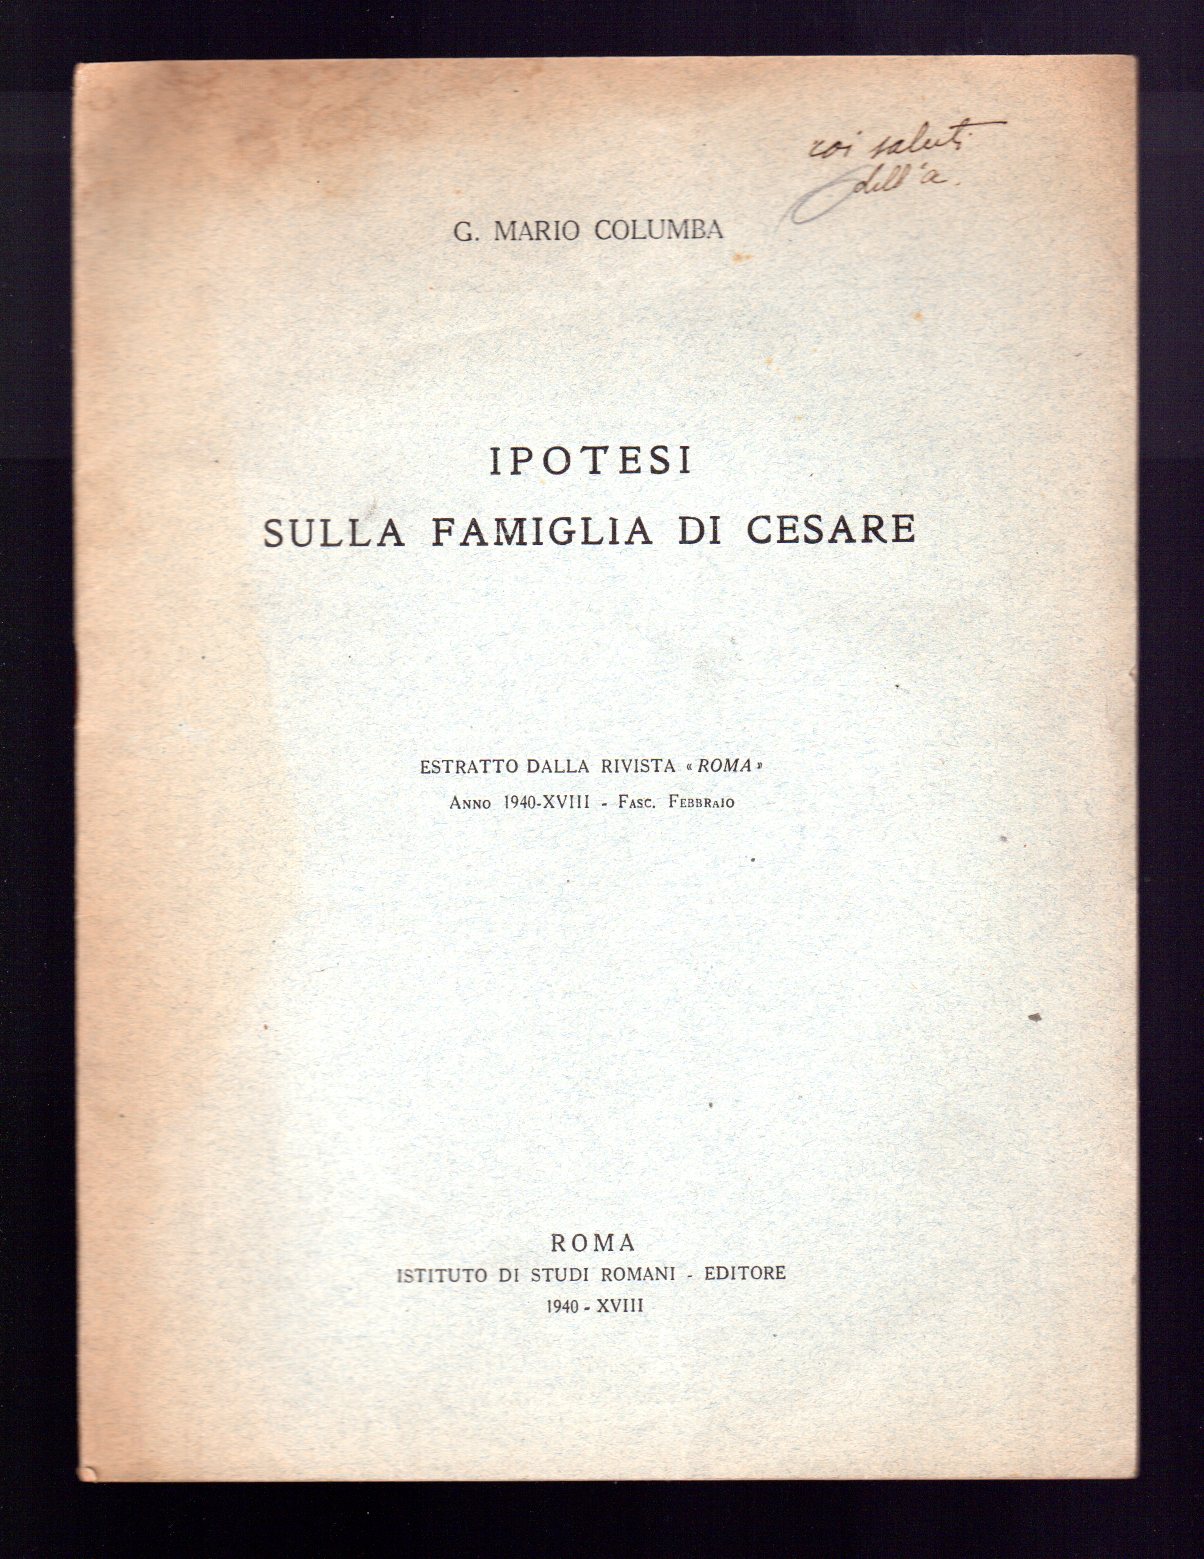 coi saluti
dell'a.
G. MARIO COLUMBA
IPOTESI
SULLA FAMIGLIA DI CESARE
ESTRATTO DALLA RIVISTA «ROMA»
ANNO 1940-XVIII - FASC. FEBBRAIO
ROMA
ISTITUTO DI STUDI ROMANI - EDITORE
1940 - XVIII